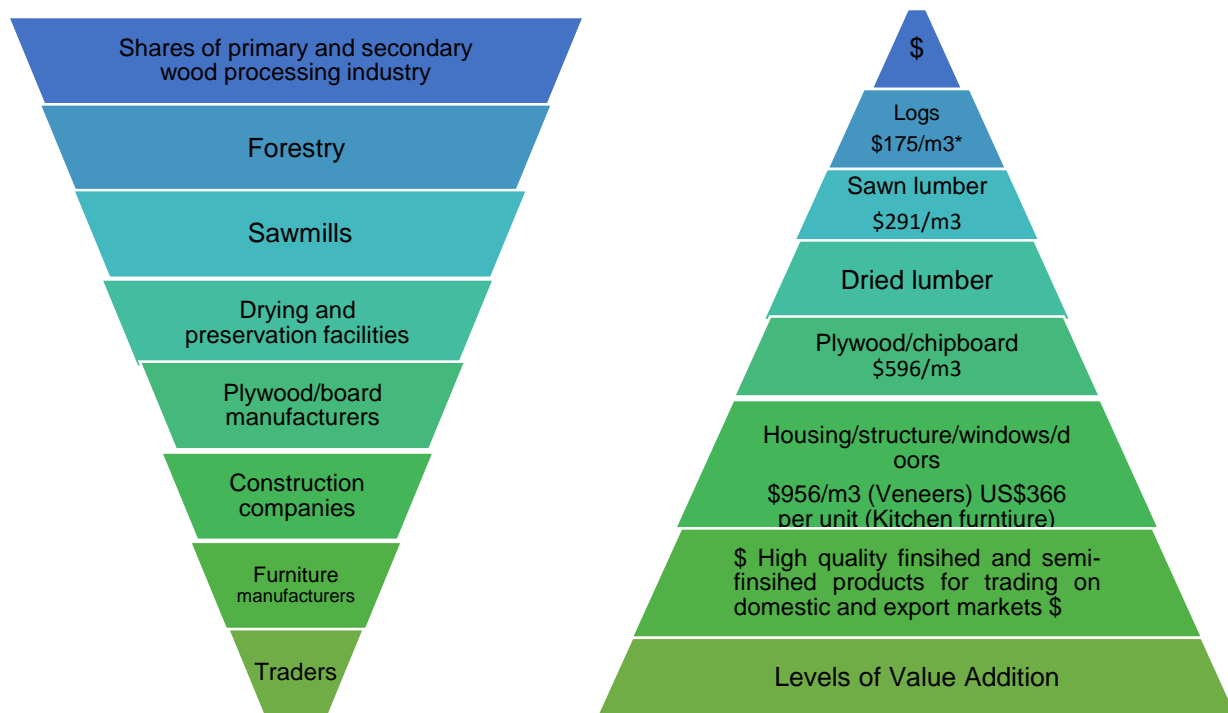 Shares of primary and secondary
wood processing industry
Forestry
Sawmills
Drying and
preservation facilities
Plywood/board
manufacturers
Construction
companies
Furniture
manufacturers
Traders
$
Logs
$175/m3*
Sawn lumber
$291/m3
Dried lumber
Plywood/chipboard
$596/m3
Housing/structure/windows/d
oors
$956/m3 (Veneers) US$366
per unit (Kitchen furntiure)
$ High quality finsihed and semi-
finsihed products for trading on
domestic and export markets $
Levels of Value Addition